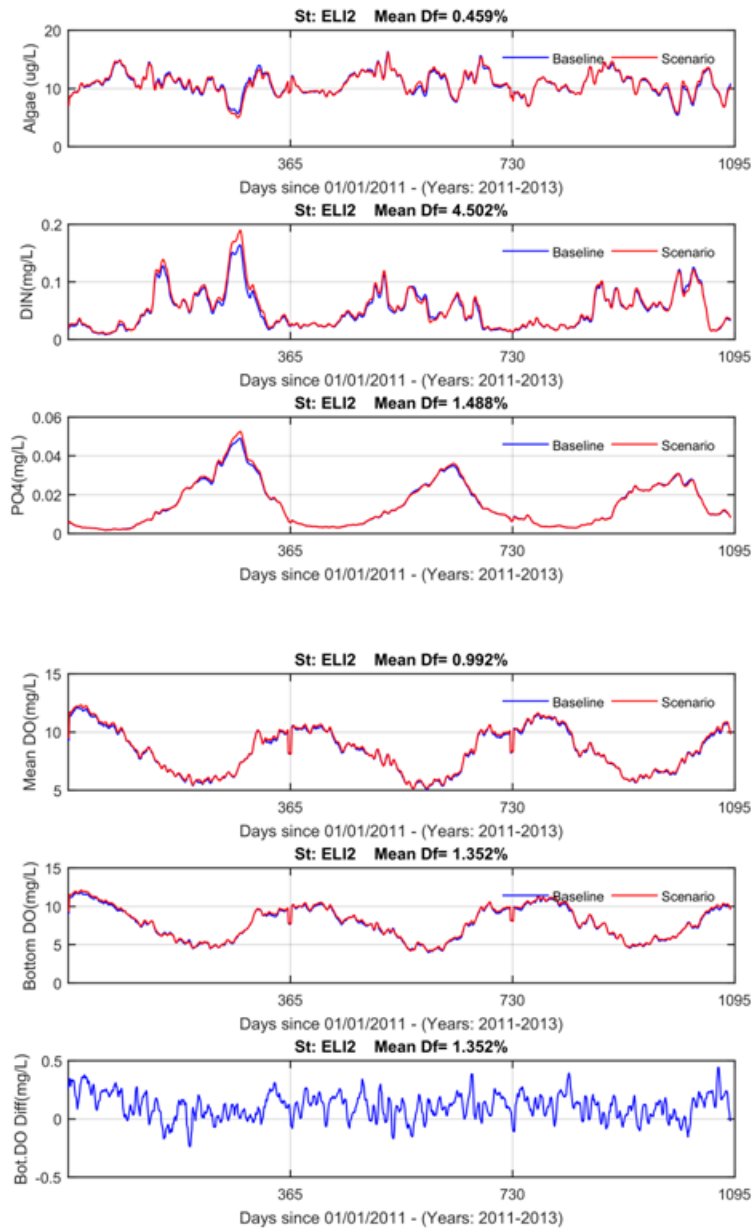 St: ELI2 Mean Df= 0.459%
20
10
0
Algae (ug/L)
Baseline Scenario
365 730 1095
Days since 01/01/2011 - (Years: 2011-2013)
St: ELI2 Mean Df= 4.502%
0.2
0.1
0
DIN(mg/L)
Baseline Scenario
365 730 1095
Days since 01/01/2011 - (Years: 2011-2013)
St: ELI2 Mean Df= 1.488%
0.06
0.04
0.02
0
PO4(mg/L)
Baseline Scenario
365 730 1095
Days since 01/01/2011 - (Years: 2011-2013)
St: ELI2 Mean Df= 0.992%
15
10
5
Mean DO(mg/L)
Baseline Scenario
365 730 1095
Days since 01/01/2011 - (Years: 2011-2013)
St: ELI2 Mean Df= 1.352%
15
10
5
0
Bottom DO(mg/L)
Baseline Scenario
365 730 1095
Days since 01/01/2011 - (Years: 2011-2013)
St: ELI2 Mean Df= 1.352%
0.5
0
-0.5
Bot.DO Diff(mg/L)
365 730 1095
Days since 01/01/2011 - (Years: 2011-2013)